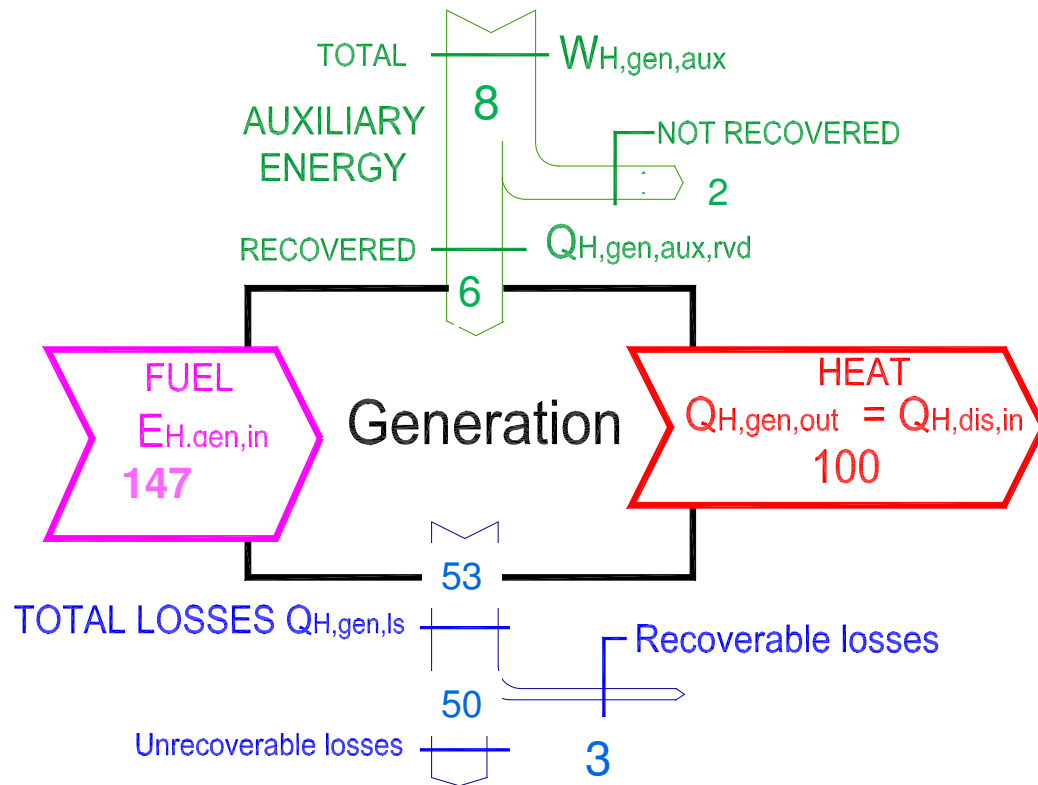 TOTAL
WH,gen,aux
8
AUXILIARY
ENERGY
NOT RECOVERED
2
RECOVERED
QH,gen,aux,rvd
6
FUEL
EH.gen,in
147
Generation
HEAT
QH,gen,out = QH,dis,in
100
53
TOTAL LOSSES QH,gen,ls
Recoverable losses
50
Unrecoverable losses
3